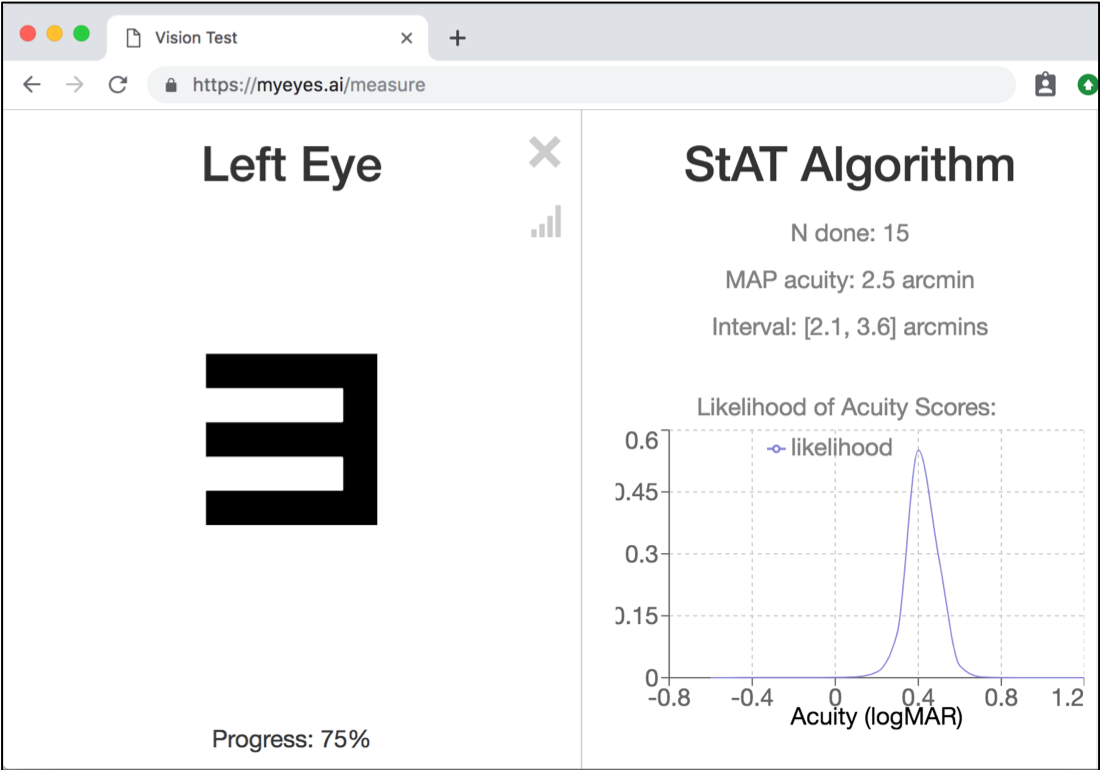 Vision Test
https://myeyes.ai/measure
Left Eye
Progress: 75%
StAT Algorithm
N done: 15
MAP acuity: 2.5 arcmin
Interval: [2.1, 3.6] arcmins
Likelihood of Acuity Scores:
likelihood
0.6
0.45
0.3
0.15
0
-0.8 -0.4 0 0.4 0.8 1.2
Acuity (logMAR)